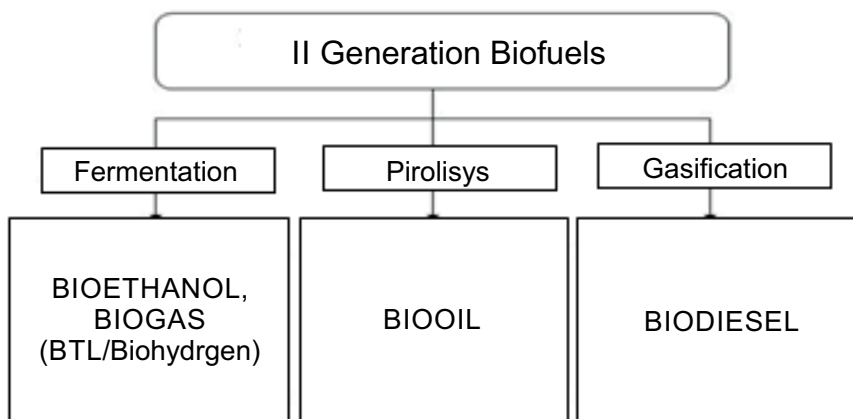 II Generation Biofuels
Fermentation
Pirolisys
Gasification
BIOETHANOL,
BIOGAS
(BTL/Biohydrgen)
BIOOIL
BIODIESEL